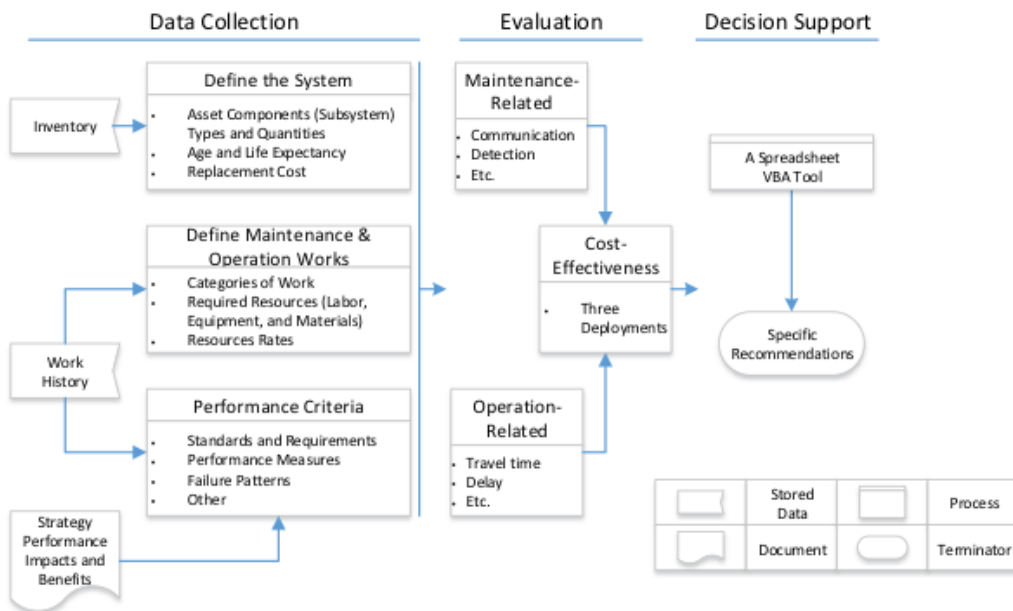 Data Collection
Evaluation
Decision Support
Inventory
Define the System
• Asset Components (Subsystem)
Types and Quantities
• Age and Life Expectancy
• Replacement Cost
Work
History
Define Maintenance &
Operation Works
• Categories of Work
• Required Resources (Labor,
Equipment, and Materials)
• Resources Rates
Performance Criteria
• Standards and Requirements
• Performance Measures
• Failure Patterns
• Other
Strategy
Performance
Impacts and
Benefits
Maintenance-
Related
• Communication
• Detection
• Etc.
Cost-
Effectiveness
• Three
Deployments
Operation-
Related
• Travel time
• Delay
• Etc.
A Spreadsheet
VBA Tool
Specific
Recommendations
Stored
Data
Process
Document
Terminator